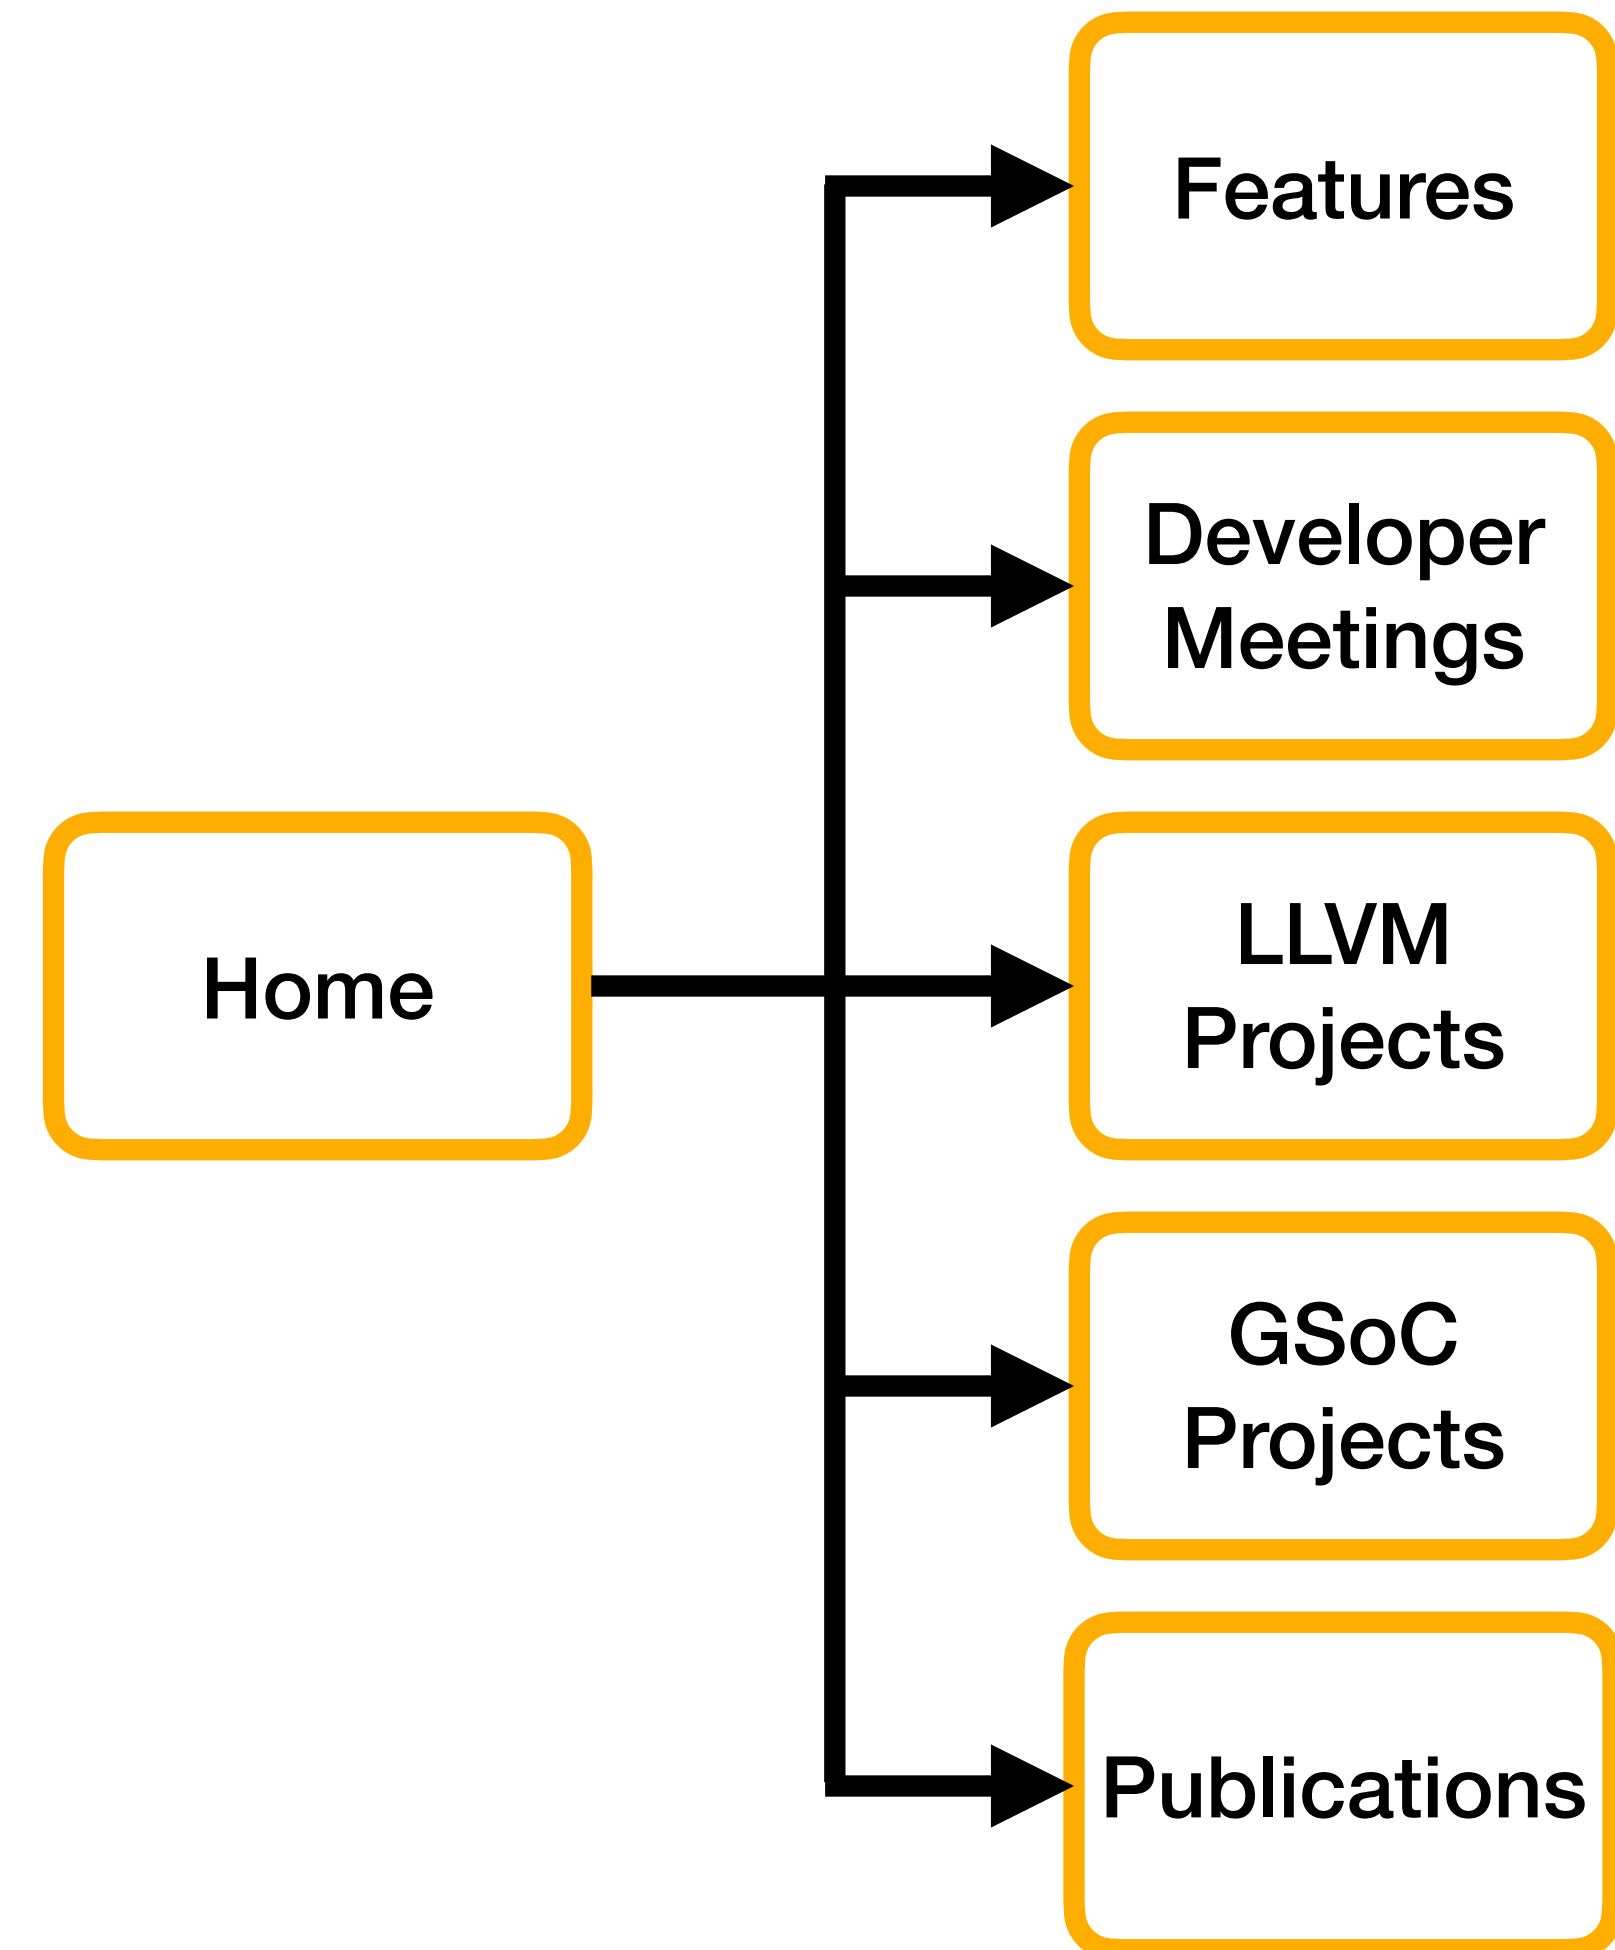 Features
Developer
Meetings
Home
LLVM
Projects
GSoC
Projects
Publications